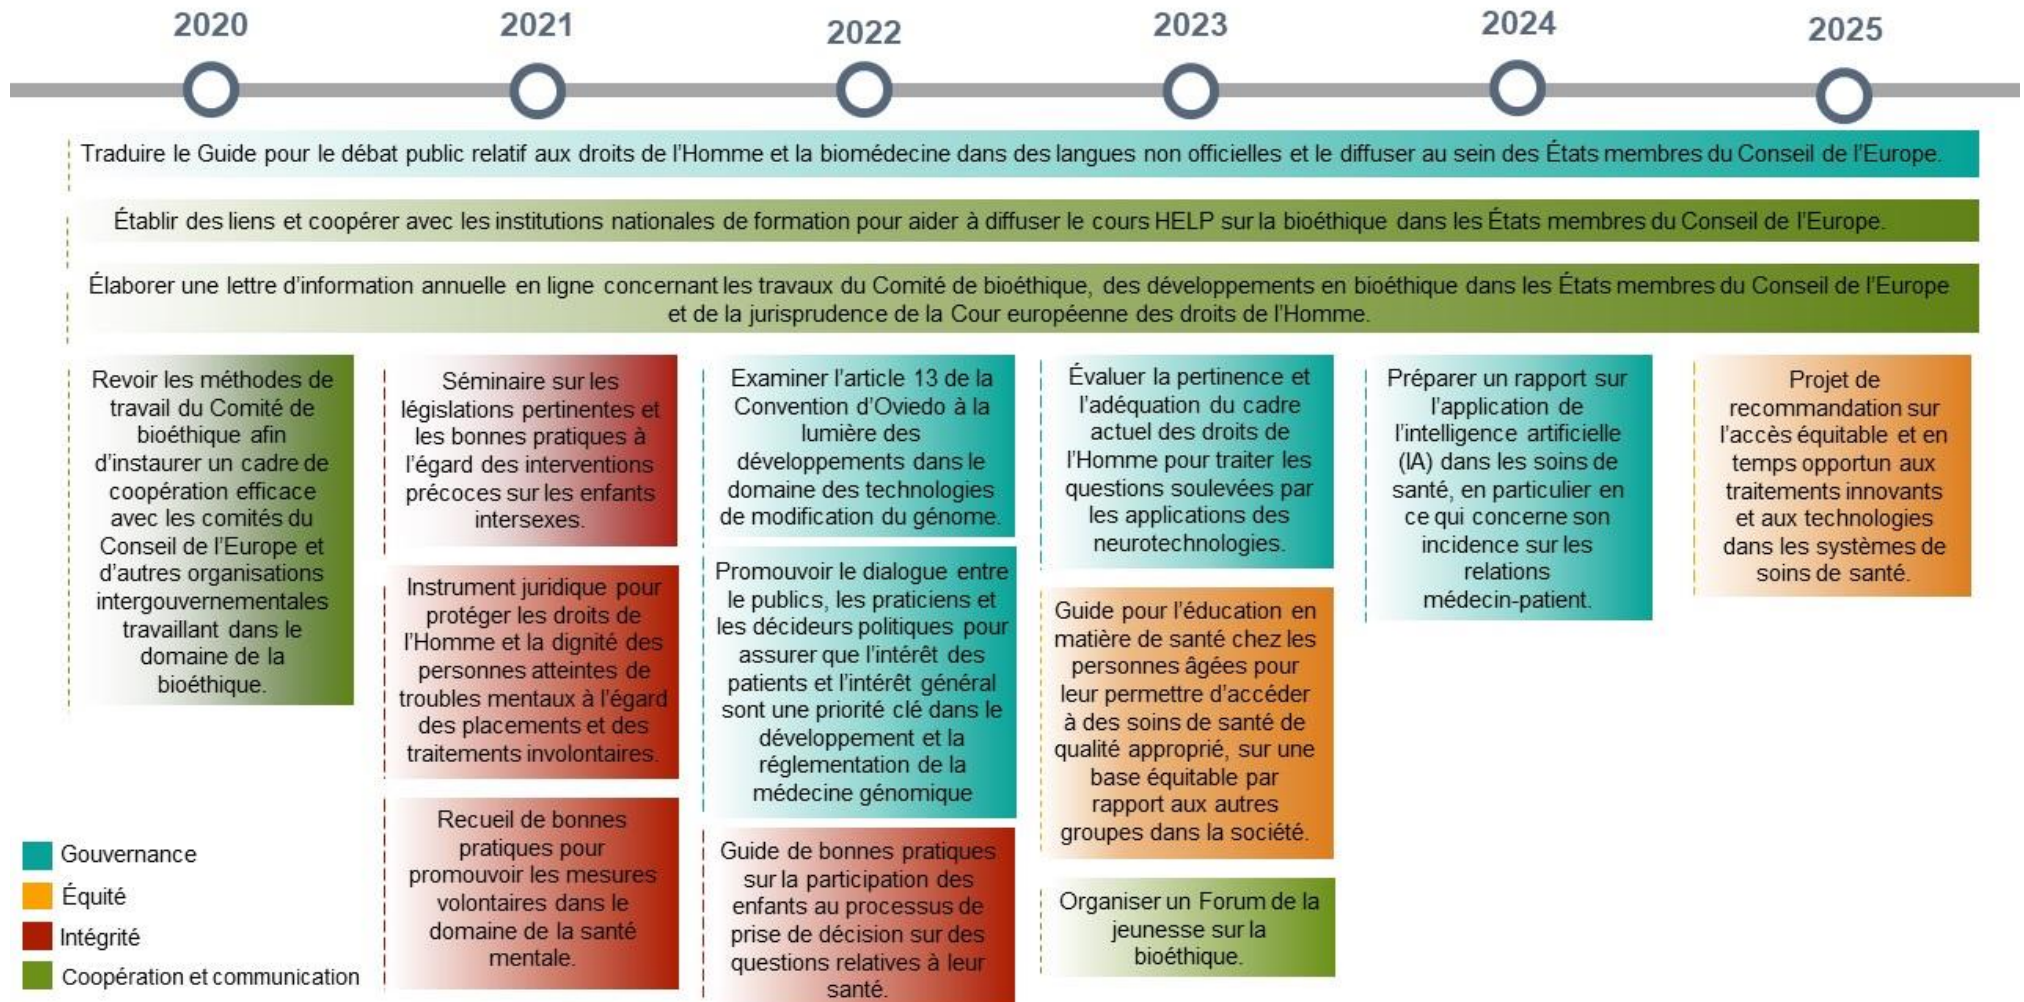 2020
2021
2022
2023
2024
2025
Traduire le Guide pour le débat public relatif aux droits de l'Homme et la biomédecine dans des langues non officielles et le diffuser au sein des États membres du Conseil de l'Europe.
Établir des liens et coopérer avec les institutions nationales de formation pour aider à diffuser le cours HELP sur la bioéthique dans les États membres du Conseil de l'Europe.
Élaborer une lettre d'information annuelle en ligne concernant les travaux du Comité de bioéthique, des développements en bioéthique dans les États membres du Conseil de l'Europe
et de la jurisprudence de la Cour européenne des droits de l'Homme.
Revoir les méthodes de
travail du Comité de
bioéthique afin
d'instaurer un cadre de
coopération efficace
avec les comités du
Conseil de l'Europe et
d'autres organisations
intergouvernementales
travaillant dans le
domaine de la
bioéthique.
Séminaire sur les
législations pertinentes et
les bonnes pratiques à
l'égard des interventions
précoces sur les enfants
intersexes.
Instrument juridique pour
protéger les droits de
l'Homme et la dignité des
personnes atteintes de
troubles mentaux à l'égard
des placements et des
traitements involontaires.
Recueil de bonnes
pratiques pour
promouvoir les mesures
volontaires dans le
domaine de la santé
mentale.
Examiner l'article 13 de la
Convention d'Oviedo à la
lumière des
développements dans le
domaine des technologies
de modification du génome.
Promouvoir le dialogue entre
le publics, les praticiens et
les décideurs politiques pour
assurer que l'intérêt des
patients et l'intérêt général
sont une priorité clé dans le
développement et la
réglementation de la
médecine génomique
Guide de bonnes pratiques
sur la participation des
enfants au processus de
prise de décision sur des
questions relatives à leur
santé.
Évaluer la pertinence et
l'adéquation du cadre
actuel des droits de
l'Homme pour traiter les
questions soulevées par
les applications des
neurotechnologies.
Guide pour l'éducation en
matière de santé chez les
personnes âgées pour
leur permettre d'accéder
à des soins de santé de
qualité approprié, sur une
base équitable par
rapport aux autres
groupes dans la société.
Organiser un Forum de la
jeunesse sur la
bioéthique.
Préparer un rapport sur
l'application de
l'intelligence artificielle
(IA) dans les soins de
santé, en particulier en
ce qui concerne son
incidence sur les
relations
médecin-patient.
Projet de
recommandation sur
l'accès équitable et en
temps opportun aux
traitements innovants
et aux technologies
dans les systèmes de
soins de santé.
Gouvernance
Équité
Intégrité
Coopération et communication